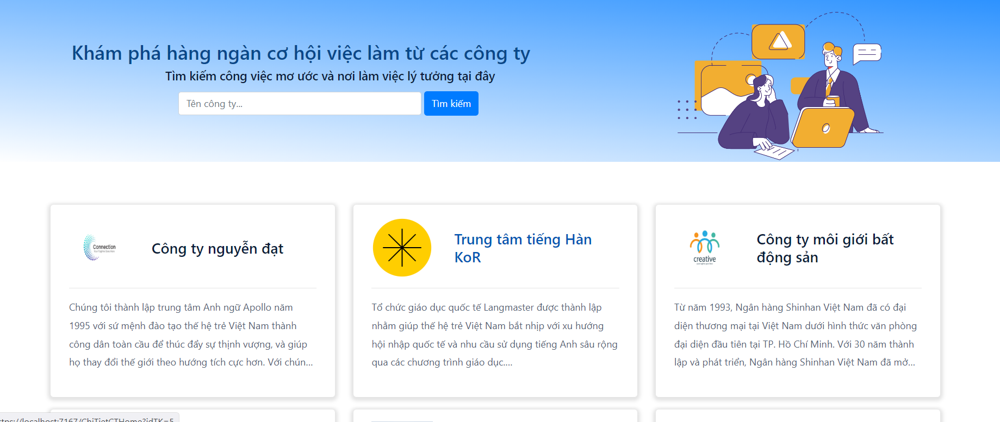 Khám phá hàng ngàn cơ hội việc làm từ các công ty
Tìm kiếm công việc mơ ước và nơi làm việc lý tưởng tại đây
Tên công ty...
Tìm kiếm
Connection
Công ty nguyễn đạt
Chúng tôi thành lập trung tâm Anh ngữ Apollo năm
1995 với sứ mệnh đào tạo thế hệ trẻ Việt Nam thành
công dân toàn cầu để thúc đẩy sự thịnh vượng, và giúp
họ thay đổi thế giới theo hướng tích cực hơn. Với chún...
Trung tâm tiếng Hàn
KoR
Tổ chức giáo dục quốc tế Langmaster được thành lập
nhằm giúp thế hệ trẻ Việt Nam bắt nhịp với xu hướng
hội nhập quốc tế và nhu cầu sử dụng tiếng Anh sâu rộng
qua các chương trình giáo dục....
creative
Công ty môi giới bất
động sản
Từ năm 1993, Ngân hàng Shinhan Việt Nam đã có đại
diện thương mại tại Việt Nam dưới hình thức văn phòng
đại diện đầu tiên tại TP. Hồ Chí Minh. Với 30 năm thành
lập và phát triển, Ngân hàng Shinhan Việt Nam đã mở...
ttps://localhost:7167/ChiTietCTHome?idTK=5